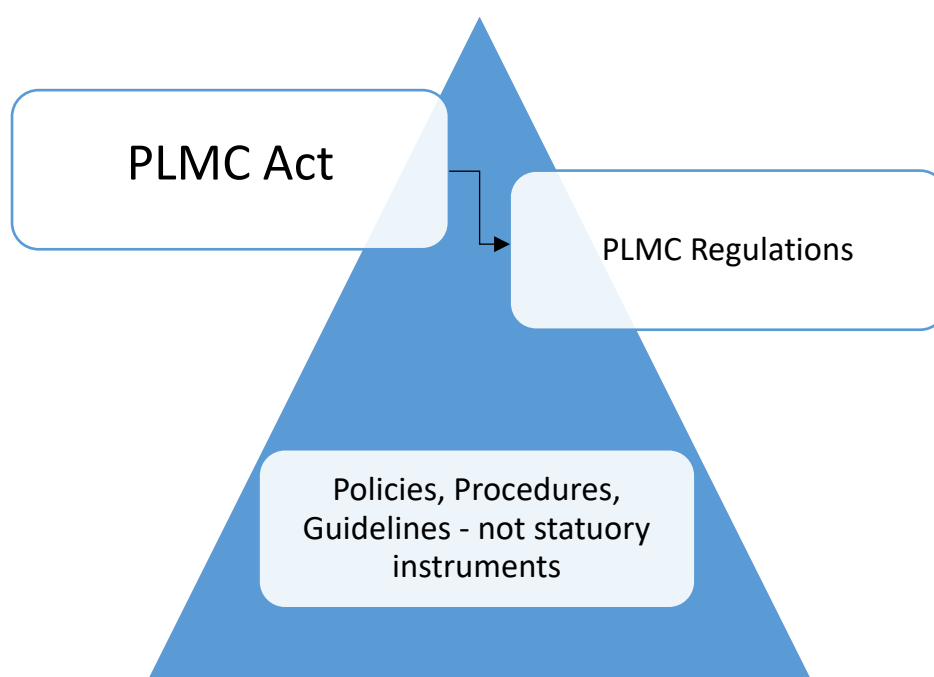 PLMC Act
PLMC Regulations
Policies, Procedures,
Guidelines - not statuory
instruments